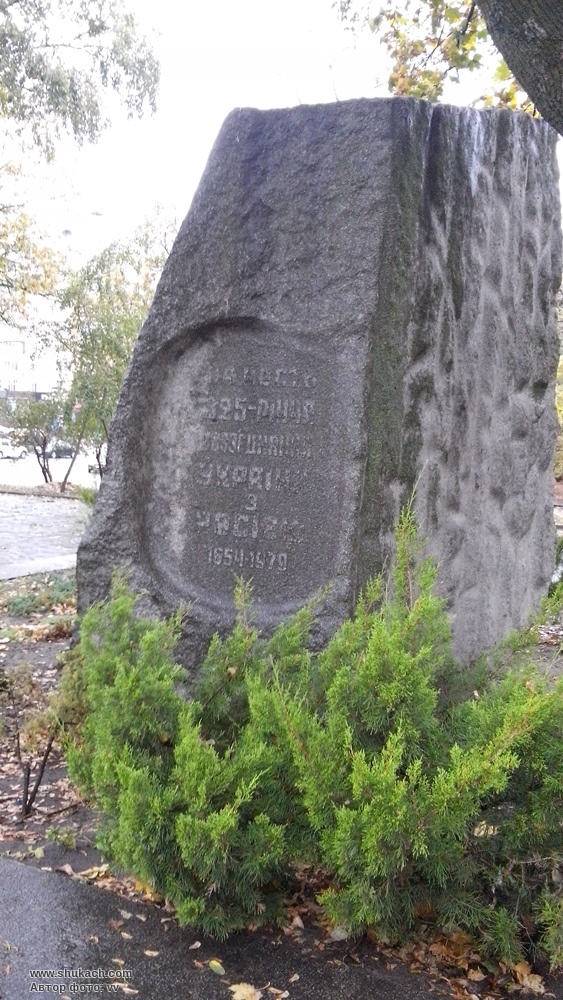 НА ЧЕСТЬ
325-РІЧЧЯ
ВОЗЗ'ЄДНАННЯ
УКРАЇНИ
З
РОСІЄЮ
1654-1979
www.shukach.com
Автор фото: vv